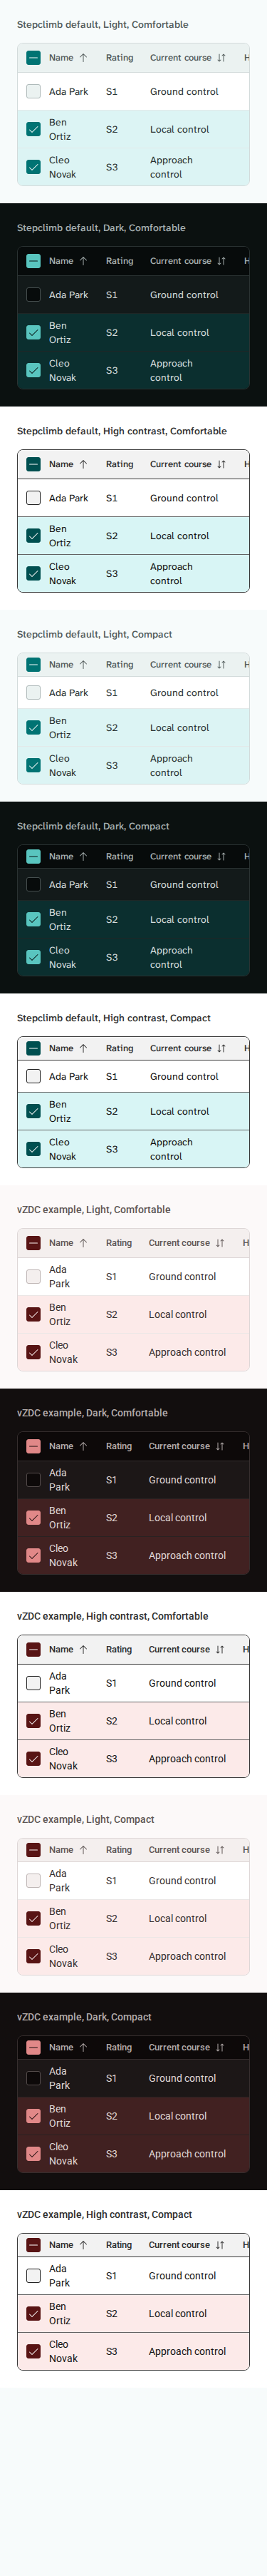 Stepclimb default, Light, Comfortable
Name Rating Current course H
Ada Park S1 Ground control
Ben
Ortiz S2 Local control
Cleo
Novak S3 Approach
control
Stepclimb default, Dark, Comfortable
Name Rating Current course H
Ada Park S1 Ground control
Ben
Ortiz S2 Local control
Cleo
Novak S3 Approach
control
Stepclimb default, High contrast, Comfortable
Name Rating Current course H
Ada Park S1 Ground control
Ben
Ortiz S2 Local control
Cleo
Novak S3 Approach
control
Stepclimb default, Light, Compact
Name Rating Current course H
Ada Park S1 Ground control
Ben
Ortiz S2 Local control
Cleo
Novak S3 Approach
control
Stepclimb default, Dark, Compact
Name Rating Current course H
Ada Park S1 Ground control
Ben
Ortiz S2 Local control
Cleo
Novak S3 Approach
control
Stepclimb default, High contrast, Compact
Name Rating Current course H
Ada Park S1 Ground control
Ben
Ortiz S2 Local control
Cleo
Novak S3 Approach
control
vZDC example, Light, Comfortable
Name Rating Current course H
Ada
Park S1 Ground control
Ben
Ortiz S2 Local control
Cleo
Novak S3 Approach control
vZDC example, Dark, Comfortable
Name Rating Current course H
Ada
Park S1 Ground control
Ben
Ortiz S2 Local control
Cleo
Novak S3 Approach control
vZDC example, High contrast, Comfortable
Name Rating Current course H
Ada
Park S1 Ground control
Ben
Ortiz S2 Local control
Cleo
Novak S3 Approach control
vZDC example, Light, Compact
Name Rating Current course H
Ada
Park S1 Ground control
Ben
Ortiz S2 Local control
Cleo
Novak S3 Approach control
vZDC example, Dark, Compact
Name Rating Current course H
Ada
Park S1 Ground control
Ben
Ortiz S2 Local control
Cleo
Novak S3 Approach control
vZDC example, High contrast, Compact
Name Rating Current course H
Ada
Park S1 Ground control
Ben
Ortiz S2 Local control
Cleo
Novak S3 Approach control